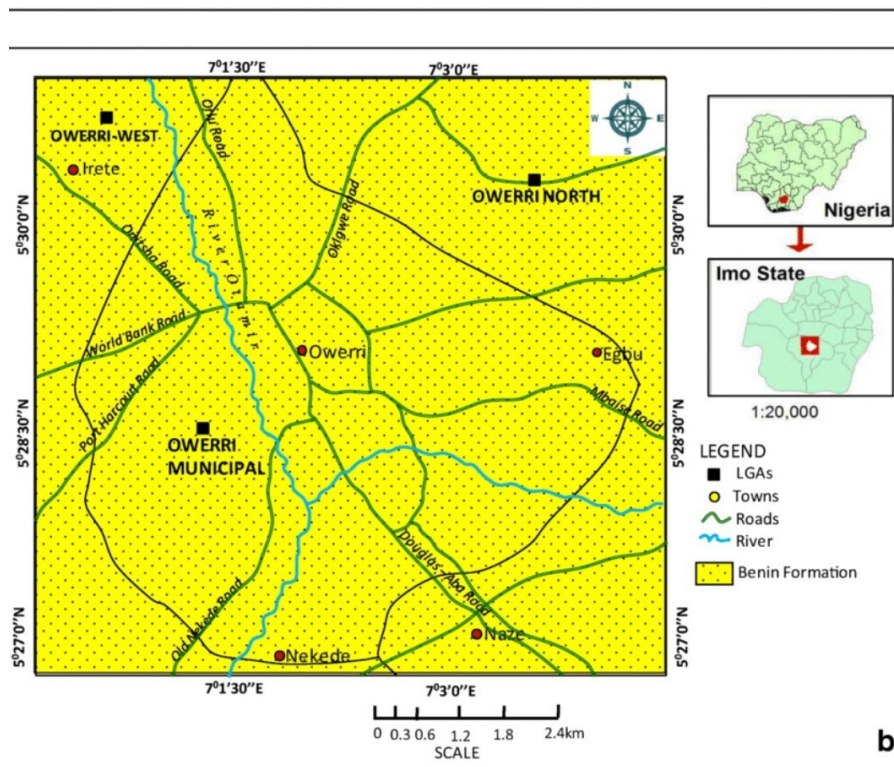 7⁰1'30''E
7⁰3'0''E
N
W
E
S
OWERRI-WEST
Irete
Orlu Road
River Otamir
Onitsha Road
Okigwe Road
OWERRI NORTH
5⁰30'0''N
5⁰30'0''N
World Bank Road
Owerri
Egbu
Port Harcourt Road
Mbaise Road
5⁰28'30''N
5⁰28'30''N
OWERRI
MUNICIPAL
Douglas-Aba Road
Old Nekede Road
Naze
Nekede
5⁰27'0''N
5⁰27'0''N
7⁰1'30''E
7⁰3'0''E
0 0.3 0.6 1.2 1.8 2.4km
SCALE
Nigeria
Imo State
1:20,000
LEGEND
LGAs
Towns
Roads
River
Benin Formation
b